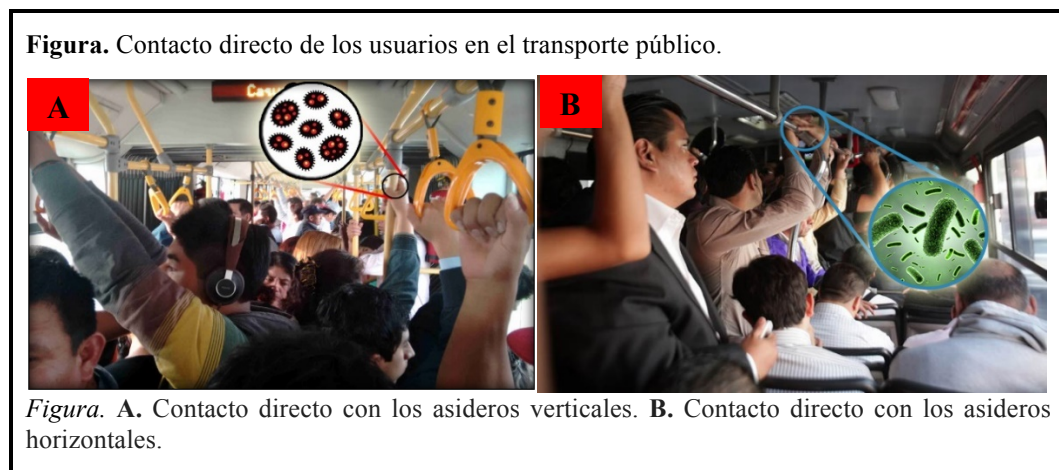 Figura. Contacto directo de los usuarios en el transporte público.
A
B
Figura. A. Contacto directo con los asideros verticales. B. Contacto directo con los asideros
horizontales.